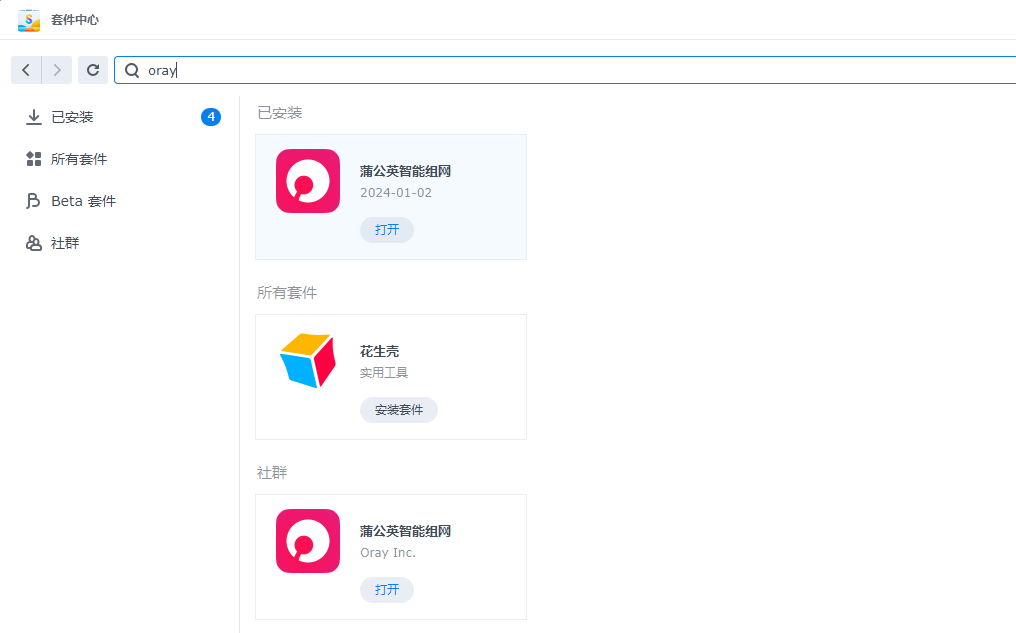 套件中心
oray
已安装
4
所有套件
Beta 套件
社群
已安装
蒲公英智能组网
2024-01-02
打开
所有套件
花生壳
实用工具
安装套件
社群
蒲公英智能组网
Oray Inc.
打开